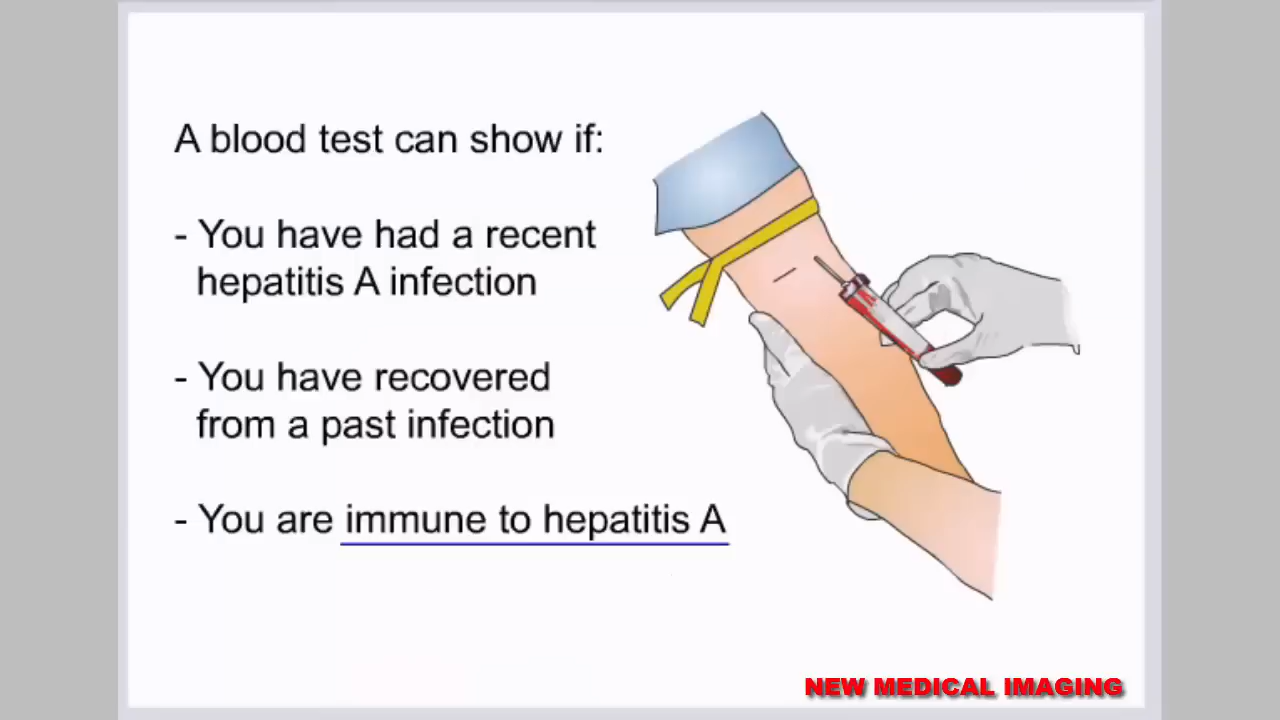 A blood test can show if:
- You have had a recent
hepatitis A infection
- You have recovered
from a past infection
- You are immune to hepatitis A
NEW MEDICAL IMAGING